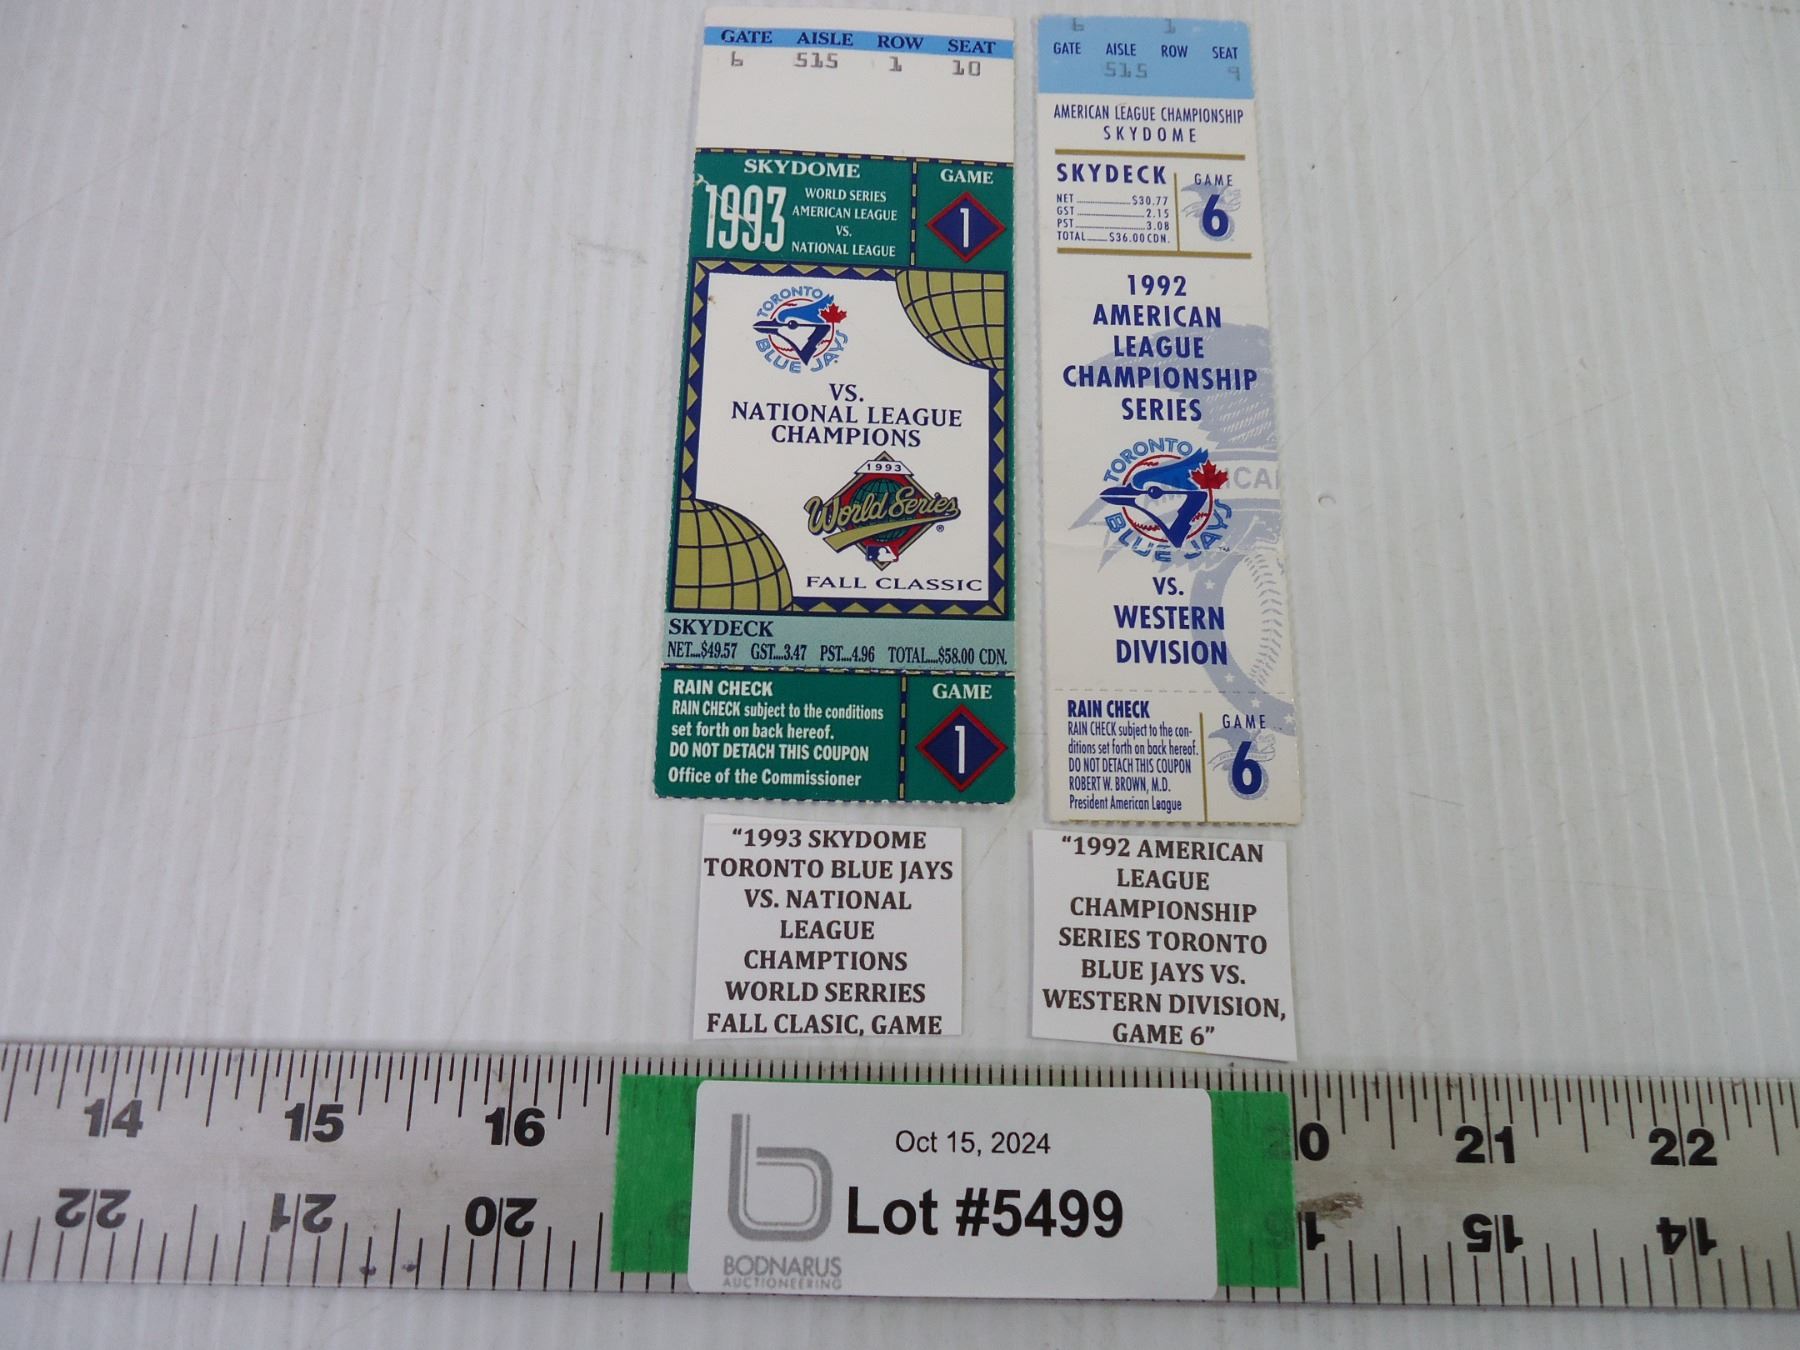 GATE AISLE ROW SEAT
6 515 1 10
SKYDOME
1993
WORLD SERIES
AMERICAN LEAGUE
VS.
NATIONAL LEAGUE
GAME
1
TORONTO
BLUE JAYS
VS.
NATIONAL LEAGUE
CHAMPIONS
1993
World Series
®
FALL CLASSIC
SKYDECK
NET....$49.57 GST....3.47 PST....4.96 TOTAL....$58.00 CDN.
RAIN CHECK
RAIN CHECK subject to the conditions
set forth on back hereof.
DO NOT DETACH THIS COUPON
Office of the Commissioner
GAME
1
6 1
GATE AISLE ROW SEAT
515 9
AMERICAN LEAGUE CHAMPIONSHIP
SKYDOME
SKYDECK
NET............$30.77
GST............2.15
PST............3.08
TOTAL......$36.00 CDN.
GAME
6
1992
AMERICAN
LEAGUE
CHAMPIONSHIP
SERIES
TORONTO
BLUE JAYS
VS.
WESTERN
DIVISION
RAIN CHECK
RAIN CHECK subject to the con-
ditions set forth on back hereof.
DO NOT DETACH THIS COUPON
ROBERT W. BROWN, M.D.
President American League
GAME
6
"1993 SKYDOME
TORONTO BLUE JAYS
VS. NATIONAL
LEAGUE
CHAMPTIONS
WORLD SERRIES
FALL CLASIC, GAME
"1992 AMERICAN
LEAGUE
CHAMPIONSHIP
SERIES TORONTO
BLUE JAYS VS.
WESTERN DIVISION,
GAME 6"
14 15 16 20 21 22
22 21 20 15 14
Oct 15, 2024
Lot #5499
BODNARUS
AUCTIONEERING